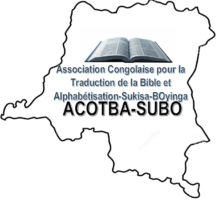 Association Congolaise pour la
Traduction de la Bible et
Alphabétisation-Sukisa-BOyinga
ACOTBA-SUBO